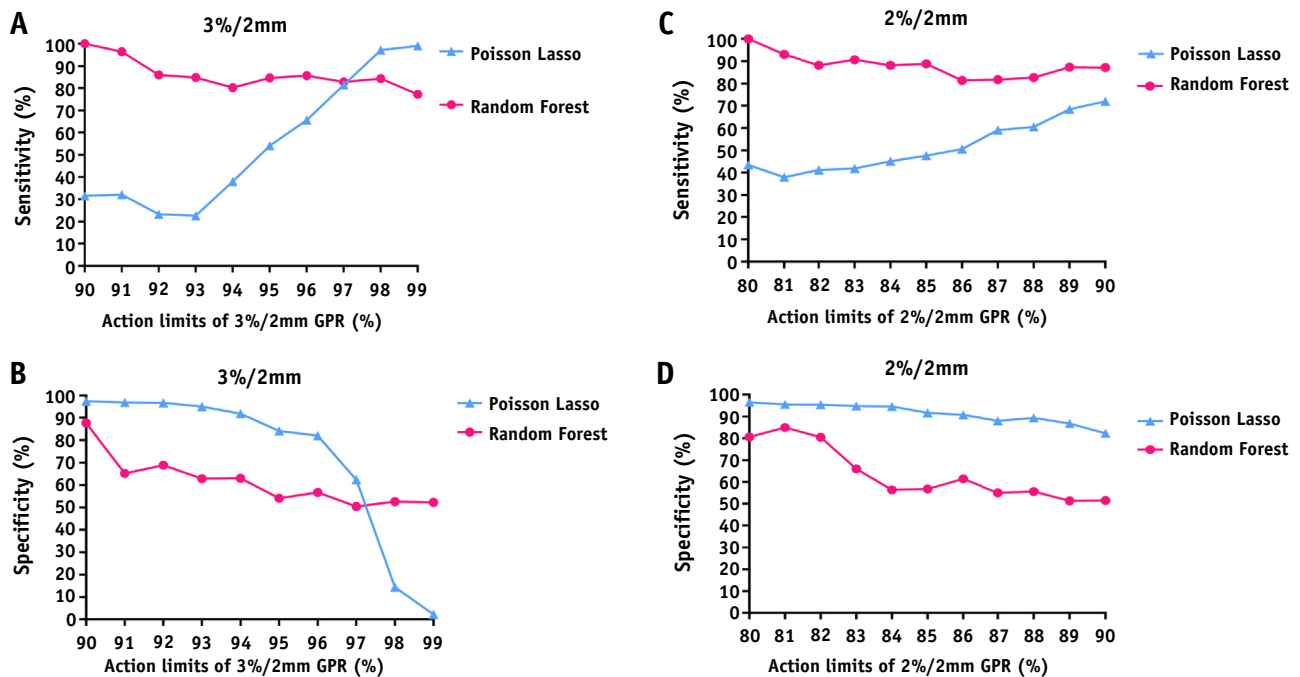 A
3%/2mm
Sensitivity (%)
100
90
80
70
60
50
40
30
20
10
0
90 91 92 93 94 95 96 97 98 99
Action limits of 3%/2mm GPR (%)
Poisson Lasso
Random Forest
B
3%/2mm
Specificity (%)
100
90
80
70
60
50
40
30
20
10
0
90 91 92 93 94 95 96 97 98 99
Action limits of 3%/2mm GPR (%)
Poisson Lasso
Random Forest
C
2%/2mm
Sensitivity (%)
100
90
80
70
60
50
40
30
20
10
0
80 81 82 83 84 85 86 87 88 89 90
Action limits of 2%/2mm GPR (%)
Poisson Lasso
Random Forest
D
2%/2mm
Specificity (%)
100
90
80
70
60
50
40
30
20
10
0
80 81 82 83 84 85 86 87 88 89 90
Action limits of 2%/2mm GPR (%)
Poisson Lasso
Random Forest